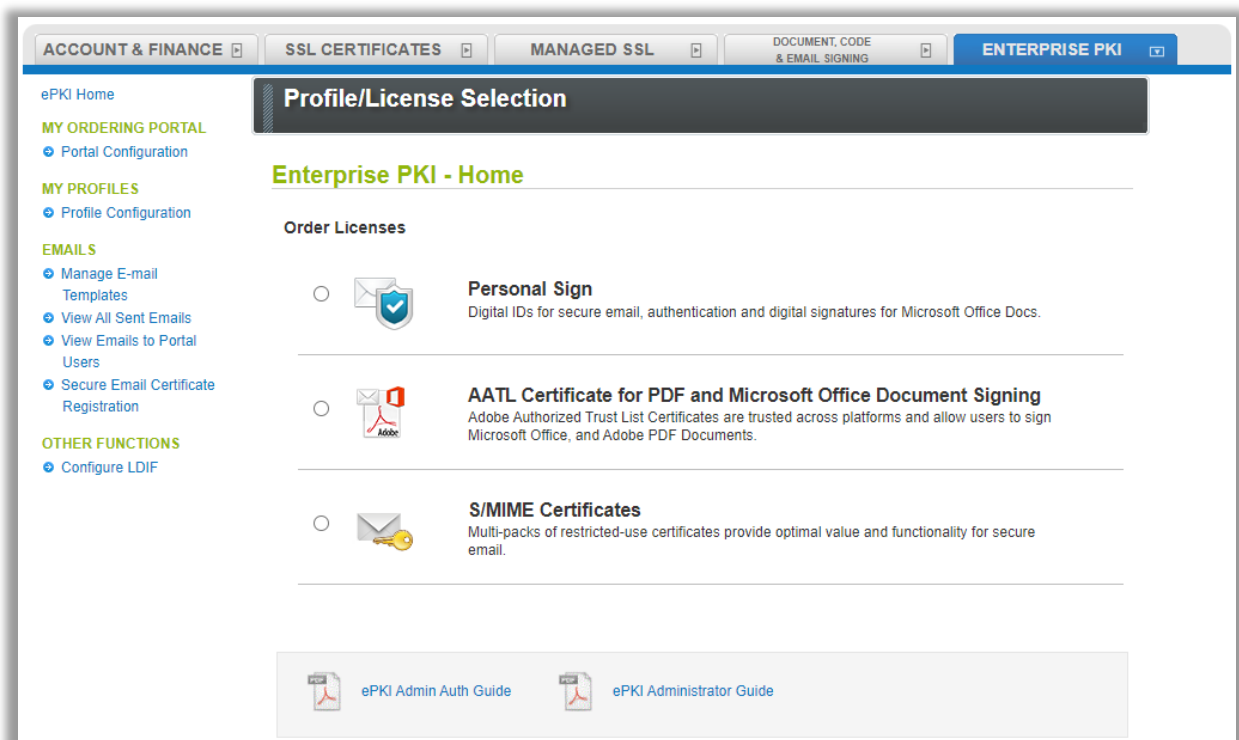 ACCOUNT & FINANCE
SSL CERTIFICATES
MANAGED SSL
DOCUMENT, CODE
& EMAIL SIGNING
ENTERPRISE PKI
ePKI Home
MY ORDERING PORTAL
Portal Configuration
MY PROFILES
Profile Configuration
EMAILS
Manage E-mail
Templates
View All Sent Emails
View Emails to Portal
Users
Secure Email Certificate
Registration
OTHER FUNCTIONS
Configure LDIF
Profile/License Selection
Enterprise PKI - Home
Order Licenses
Personal Sign
Digital IDs for secure email, authentication and digital signatures for Microsoft Office Docs.
Adobe
AATL Certificate for PDF and Microsoft Office Document Signing
Adobe Authorized Trust List Certificates are trusted across platforms and allow users to sign
Microsoft Office, and Adobe PDF Documents.
S/MIME Certificates
Multi-packs of restricted-use certificates provide optimal value and functionality for secure
email.
PDF
ePKI Admin Auth Guide
PDF
ePKI Administrator Guide